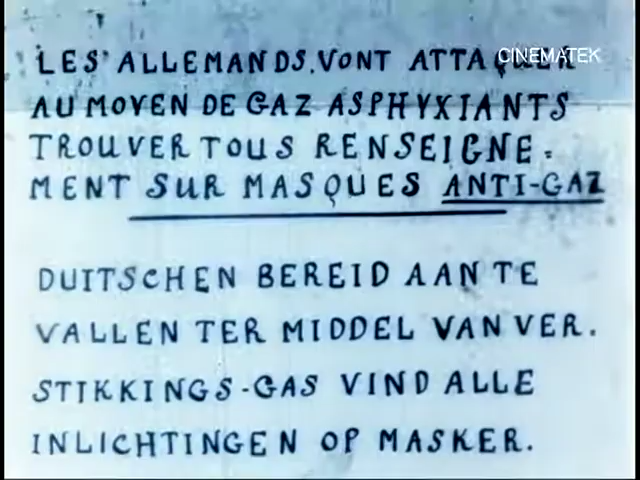 CINEMATEK
LES ALLEMANDS.VONT ATTAQUER
AU MOYEN DE GAZ ASPHYXIANTS
TROUVER TOUS RENSEIGNE-
MENT SUR MASQUES ANTI-GAZ
DUITSCHEN BEREID AAN TE
VALLEN TER MIDDEL VAN VER.
STIKKINGS-GAS VIND ALLE
INLICHTINGEN OP MASKER.